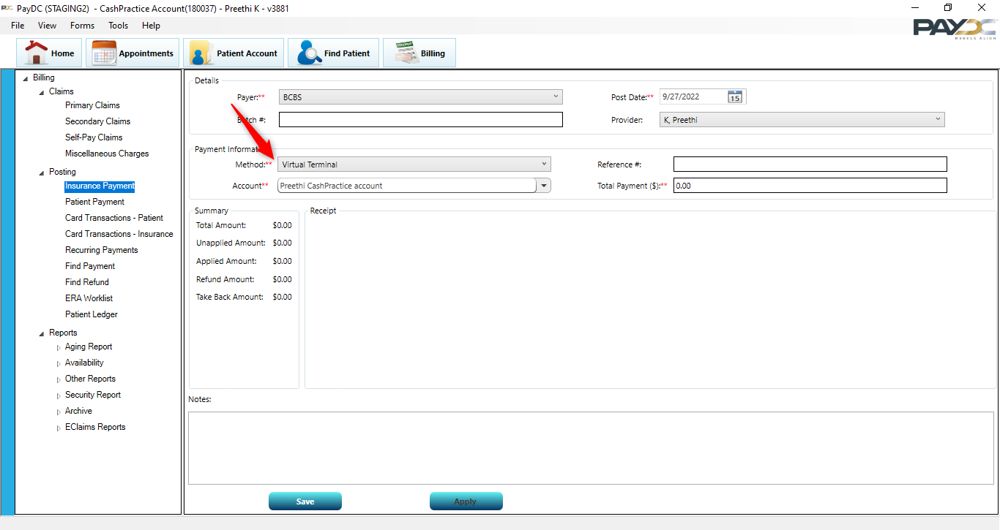 PayDC (STAGING2) - CashPractice Account(180037) - Preethi K - v3881
File View Forms Tools Help
PAYDC
REBELS ALIGN
Home Appointments Patient Account Find Patient Billing
Billing
Claims
Primary Claims
Secondary Claims
Self-Pay Claims
Miscellaneous Charges
Posting
Insurance Payment
Patient Payment
Card Transactions - Patient
Card Transactions - Insurance
Recurring Payments
Find Payment
Find Refund
ERA Worklist
Patient Ledger
Reports
Aging Report
Availability
Other Reports
Security Report
Archive
EClaims Reports
Details
Payer:** BCBS Post Date:** 9/27/2022 15
Batch #: Provider: K, Preethi
Payment Informat
Method:** Virtual Terminal Reference #:
Account** Preethi CashPractice account Total Payment ($):** 0.00
Summary Receipt
Total Amount: $0.00
Unapplied Amount: $0.00
Applied Amount: $0.00
Refund Amount: $0.00
Take Back Amount: $0.00
Notes:
Save Apply